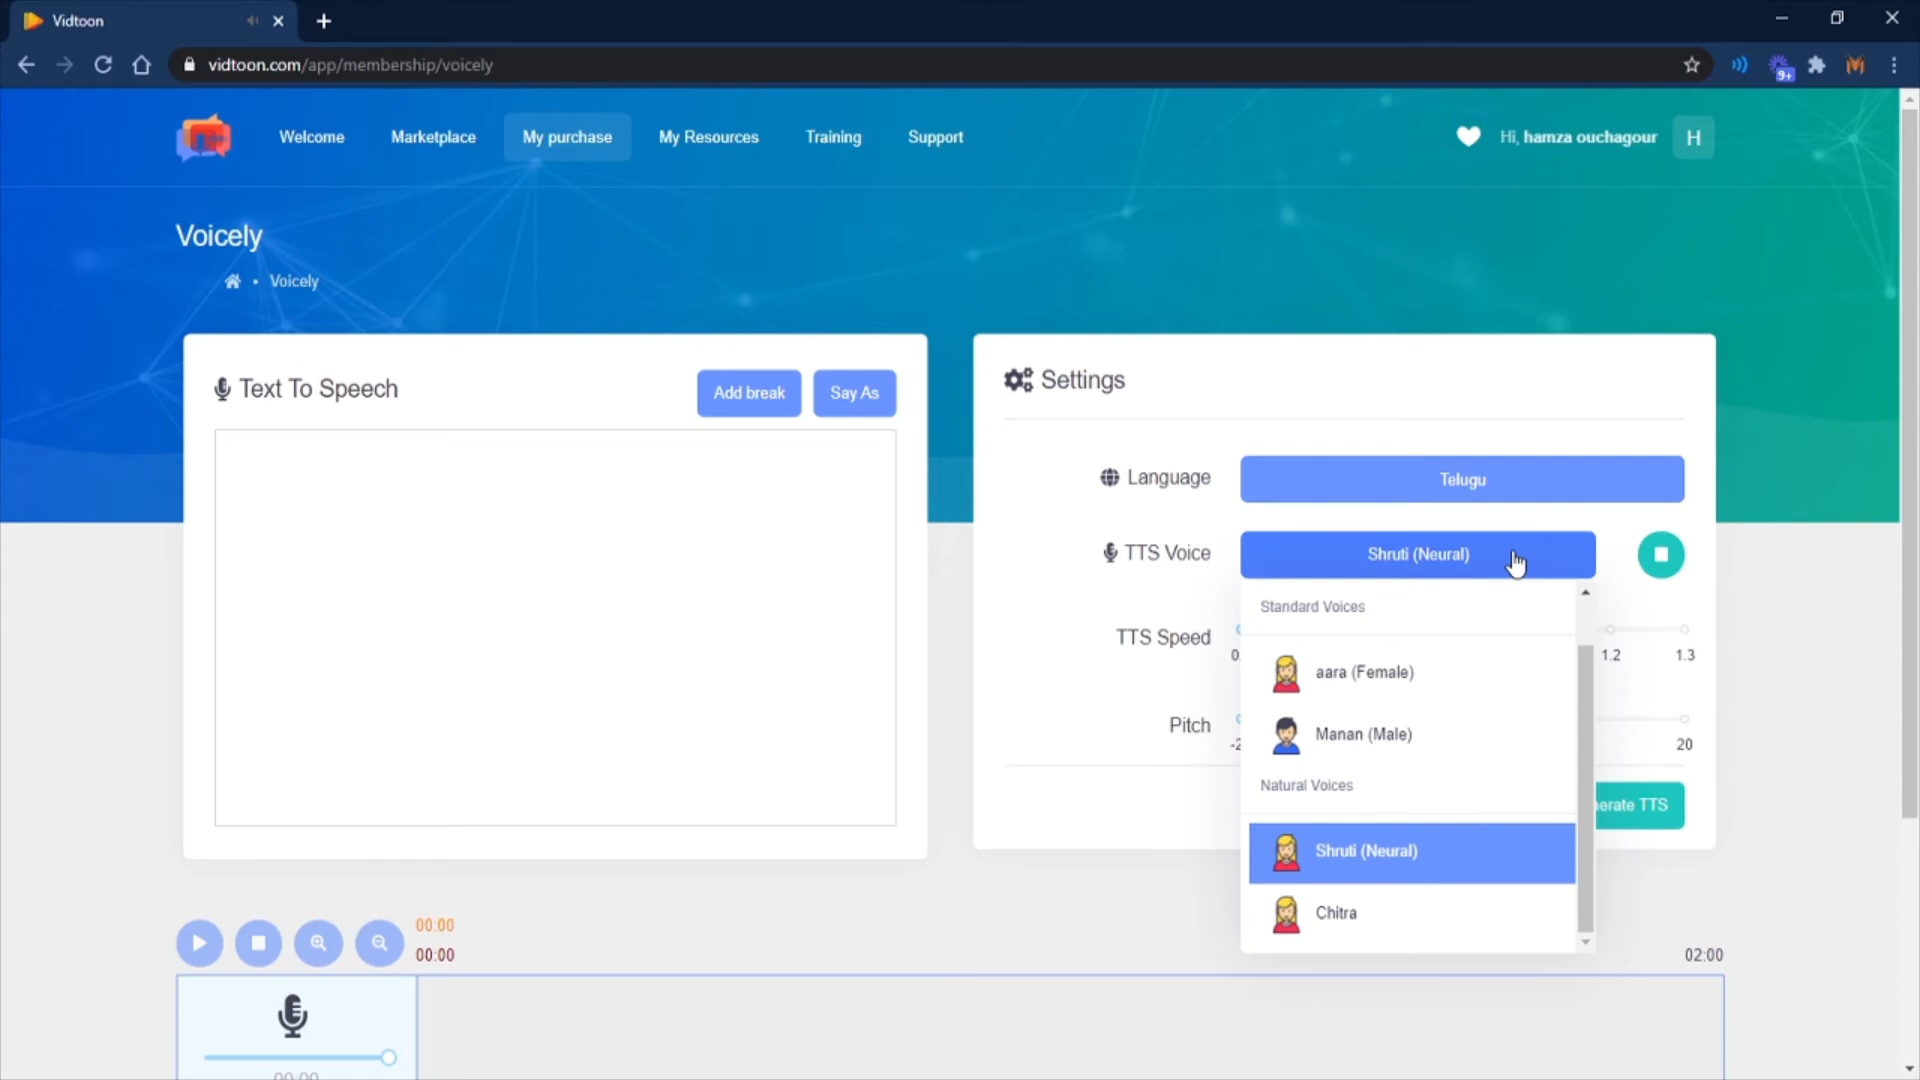 Vidtoon
vidtoon.com/app/membership/voicely
9+
Welcome
Marketplace
My purchase
My Resources
Training
Support
Hi, hamza ouchagour
H
Voicely
Voicely
Text To Speech
Add break
Say As
Settings
Language
Telugu
TTS Voice
Shruti (Neural)
Standard Voices
TTS Speed
1.2
1.3
aara (Female)
Pitch
20
Manan (Male)
Natural Voices
TTS
Shruti (Neural)
Chitra
00:00
00:00
02:00